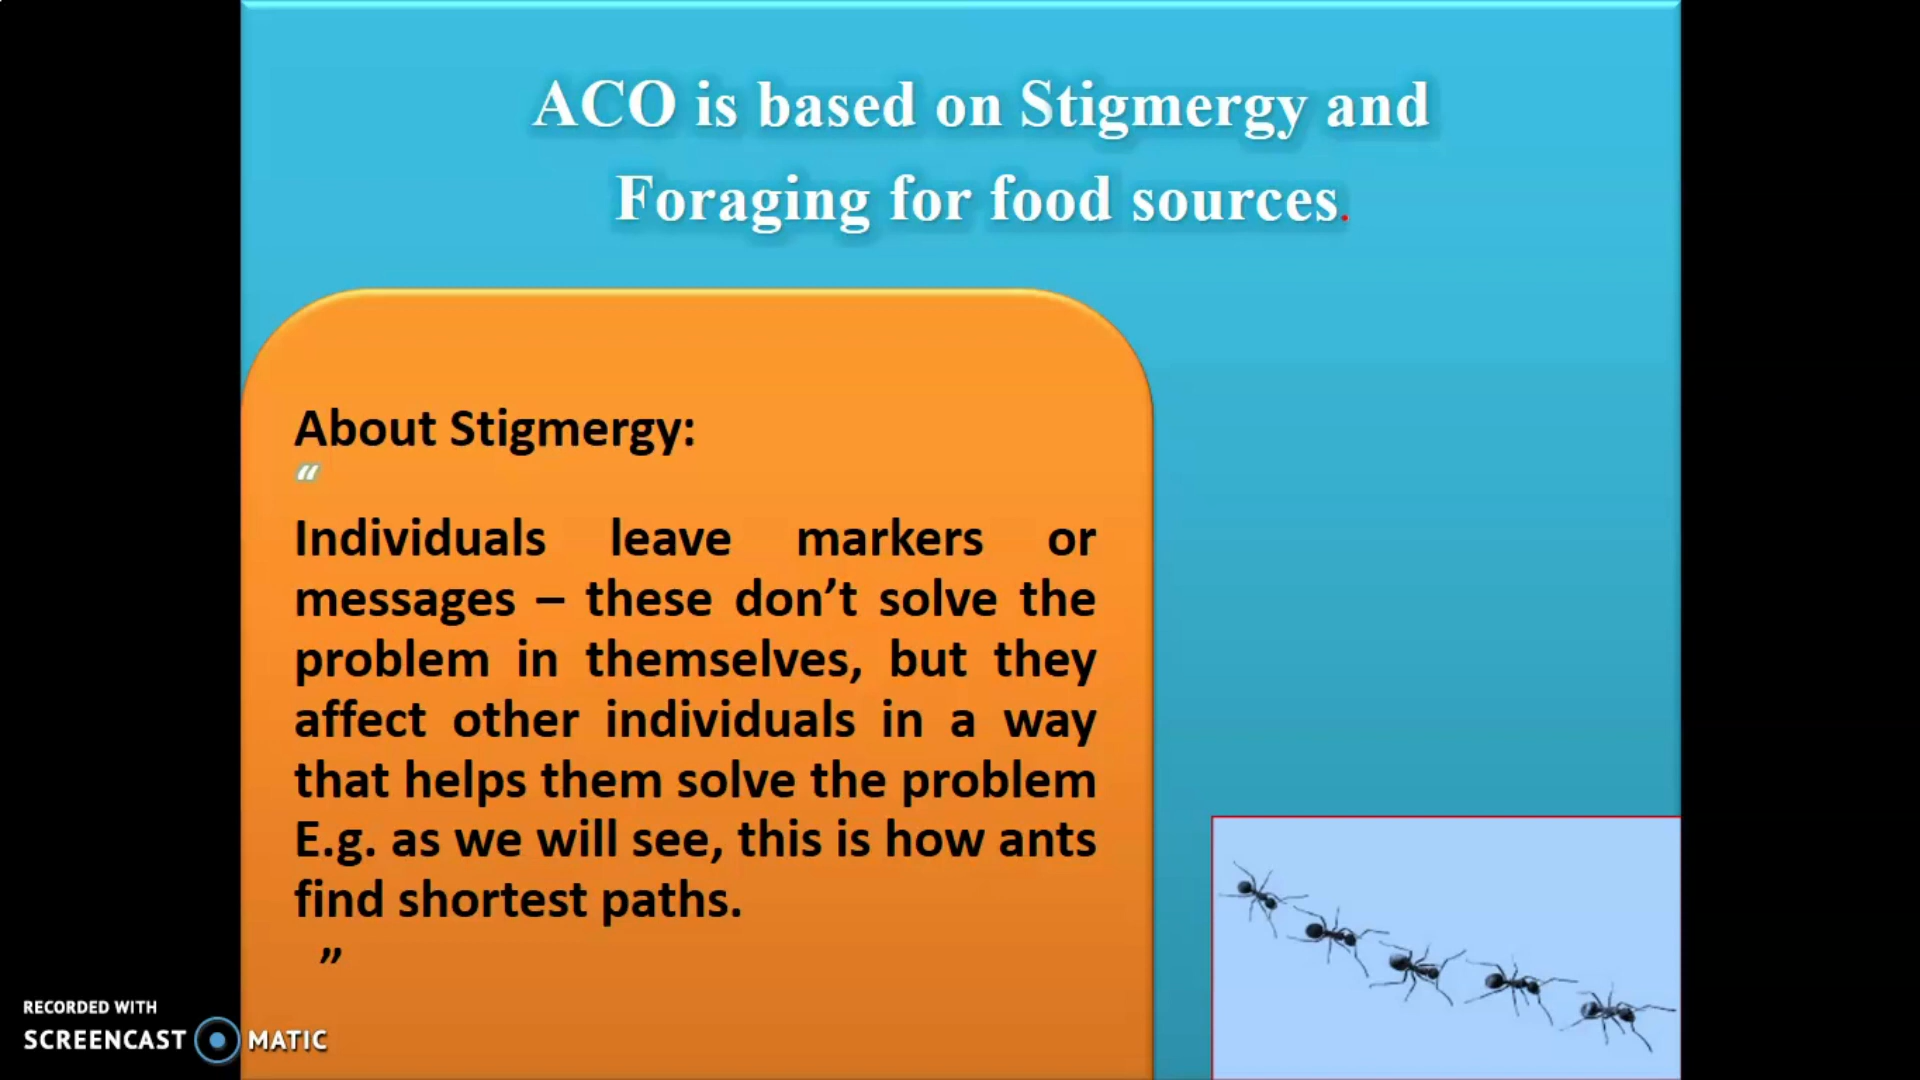 ACO is based on Stigmergy and
Foraging for food sources.
About Stigmergy:
“
Individuals leave markers or
messages – these don’t solve the
problem in themselves, but they
affect other individuals in a way
that helps them solve the problem
E.g. as we will see, this is how ants
find shortest paths.
”
RECORDED WITH
SCREENCAST MATIC